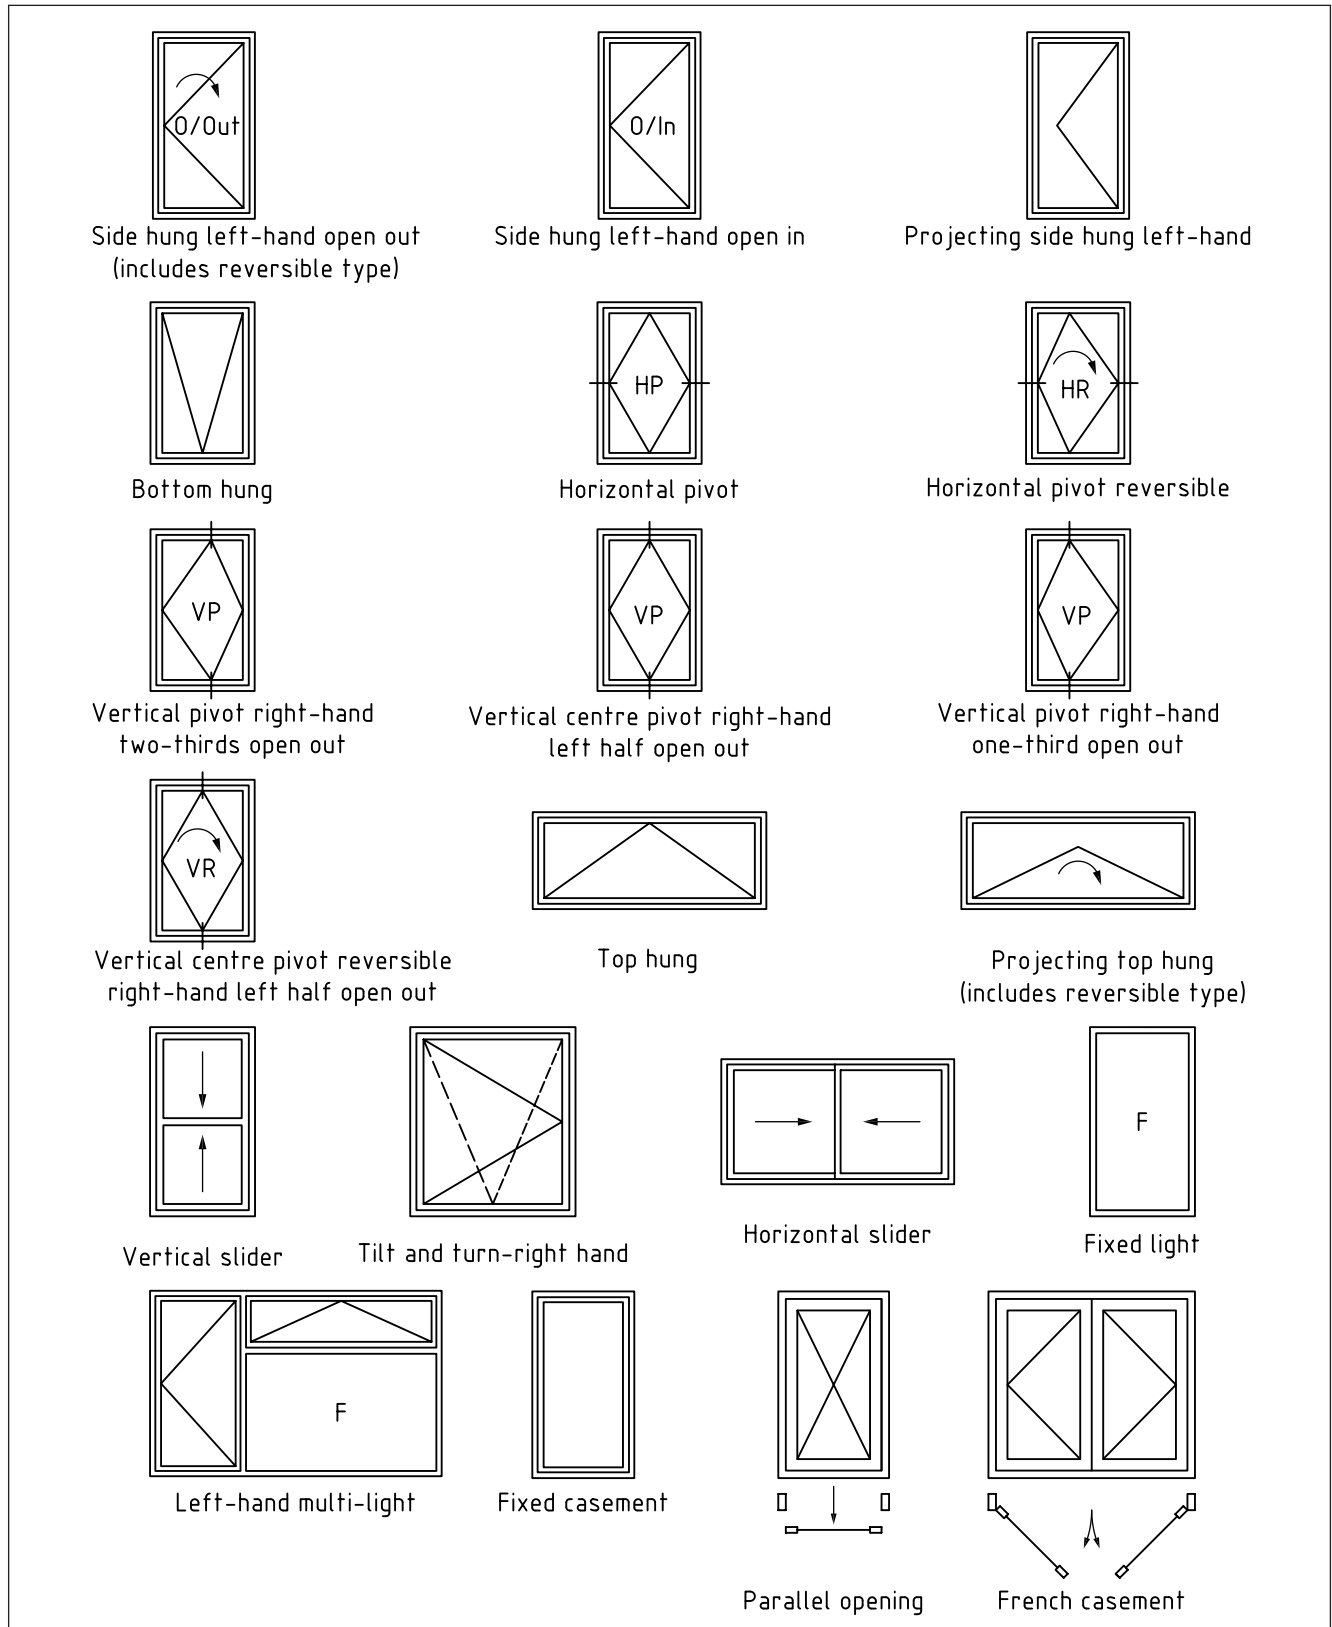 O/Out
O/In
Side hung left-hand open out
(includes reversible type)
Side hung left-hand open in
Projecting side hung left-hand
HP
HR
Bottom hung
Horizontal pivot
Horizontal pivot reversible
VP
VP
VP
Vertical pivot right-hand
two-thirds open out
Vertical centre pivot right-hand
left half open out
Vertical pivot right-hand
one-third open out
VR
Vertical centre pivot reversible
right-hand left half open out
Top hung
Projecting top hung
(includes reversible type)
F
Vertical slider
Tilt and turn-right hand
Horizontal slider
Fixed light
F
Left-hand multi-light
Fixed casement
Parallel opening
French casement